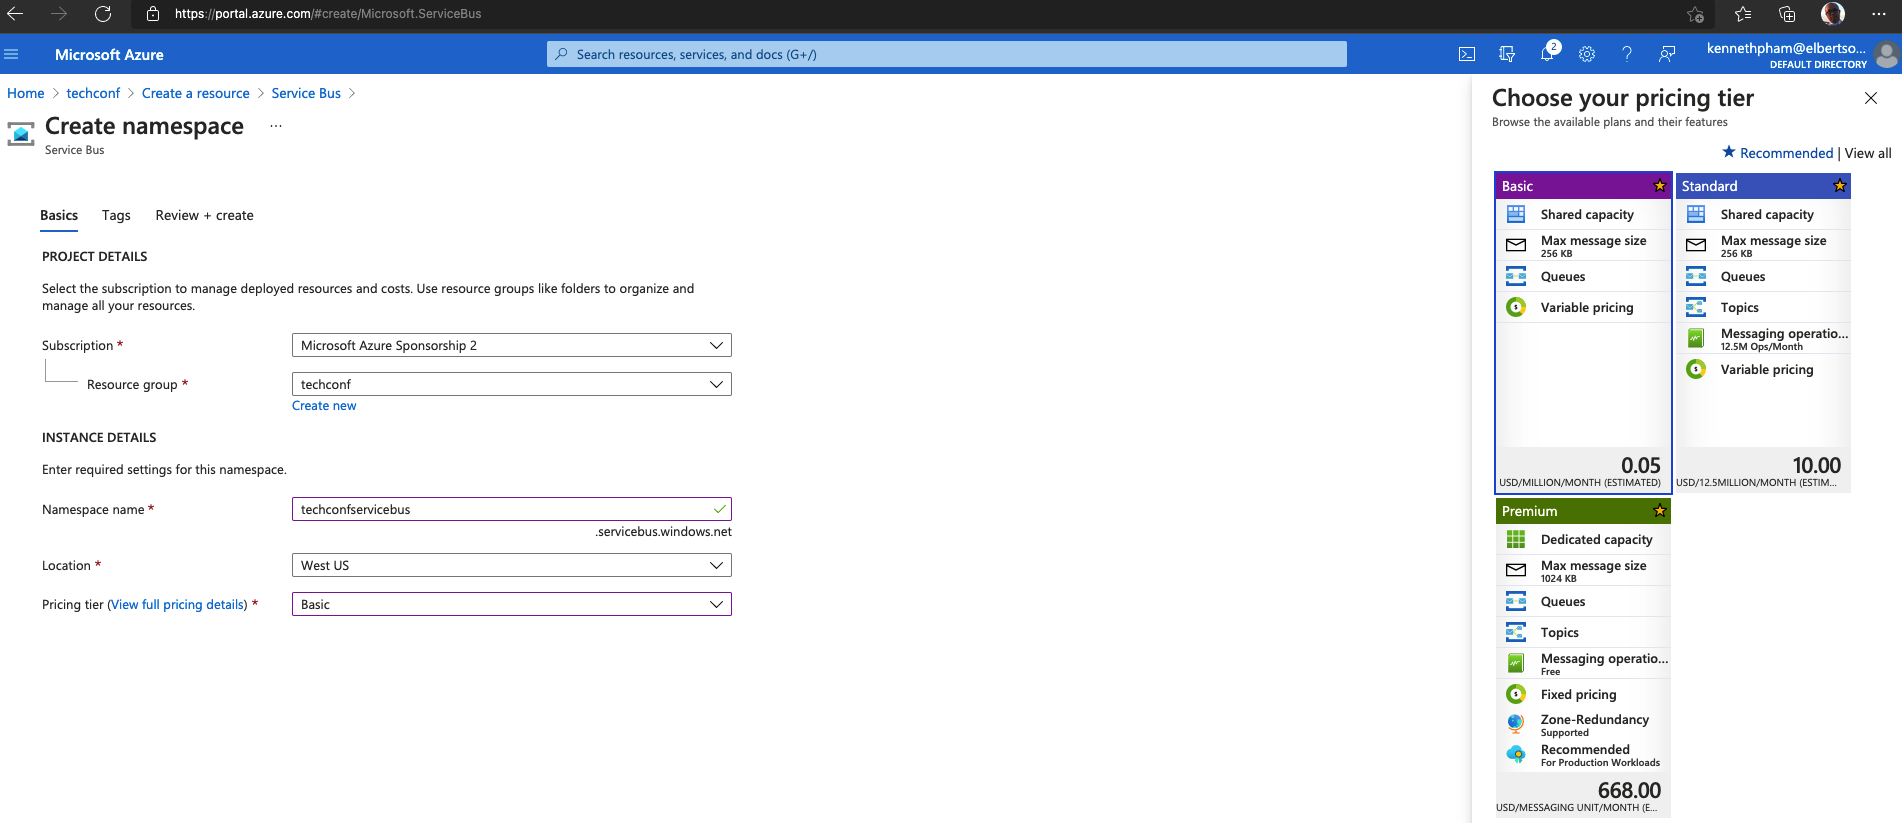 https://portal.azure.com/#create/Microsoft.ServiceBus
Microsoft Azure
Search resources, services, and docs (G+/)
2
kennethpham@elbertso...
DEFAULT DIRECTORY
Home > techconf > Create a resource > Service Bus >
Create namespace ...
Service Bus
Basics Tags Review + create
PROJECT DETAILS
Select the subscription to manage deployed resources and costs. Use resource groups like folders to organize and
manage all your resources.
Subscription *
Microsoft Azure Sponsorship 2
Resource group *
techconf
Create new
INSTANCE DETAILS
Enter required settings for this namespace.
Namespace name *
techconfservicebus
.servicebus.windows.net
Location *
West US
Pricing tier (View full pricing details) *
Basic
Choose your pricing tier
Browse the available plans and their features
★ Recommended | View all
Basic
Shared capacity
Max message size
256 KB
Queues
Variable pricing
0.05
USD/MILLION/MONTH (ESTIMATED)
Standard
Shared capacity
Max message size
256 KB
Queues
Topics
Messaging operatio...
12.5M Ops/Month
Variable pricing
10.00
USD/12.5MILLION/MONTH (ESTIM...
Premium
Dedicated capacity
Max message size
1024 KB
Queues
Topics
Messaging operatio...
Free
Fixed pricing
Zone-Redundancy
Supported
Recommended
For Production Workloads
668.00
USD/MESSAGING UNIT/MONTH (E...